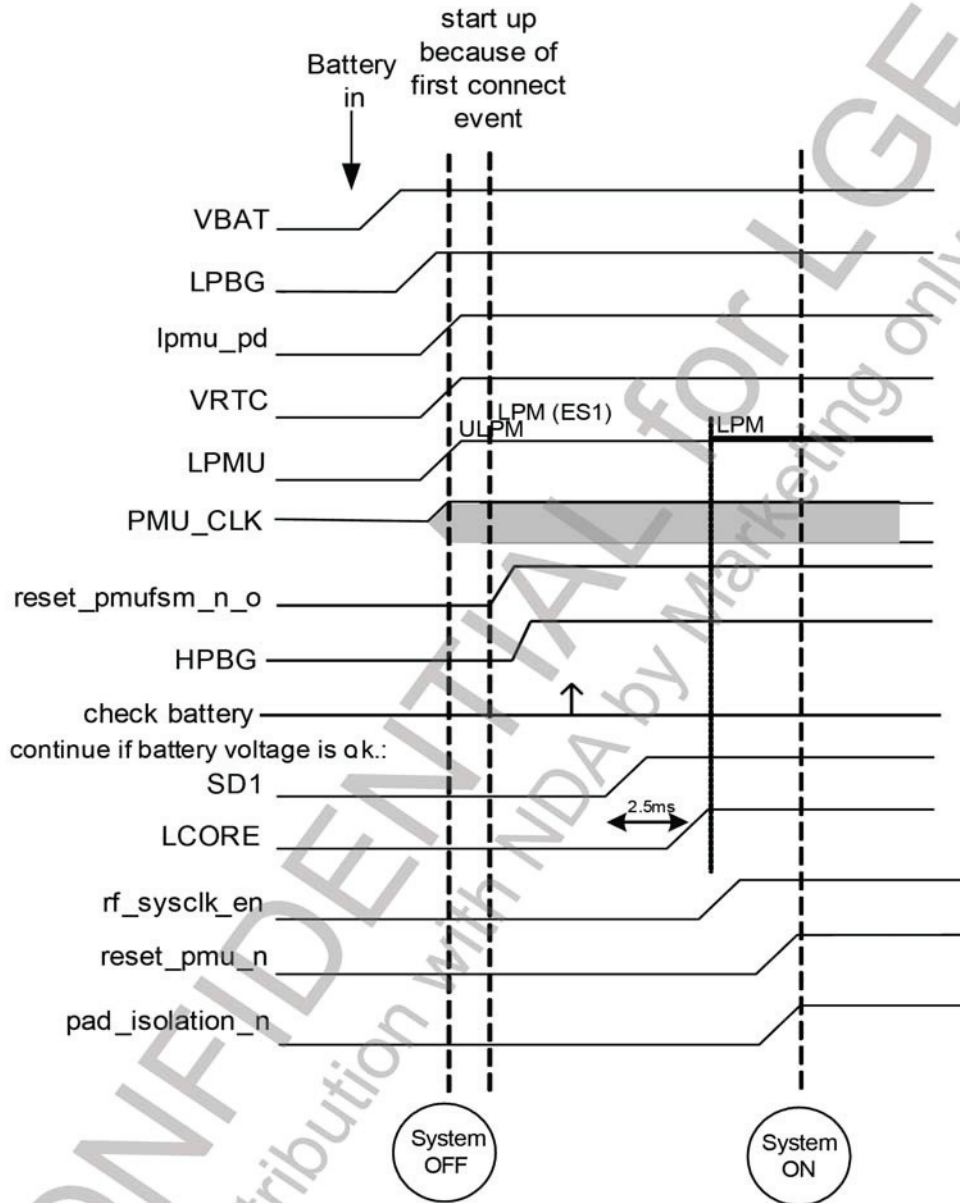 start up
because of
first connect
event
Battery
in
VBAT
LPBG
lpmu_pd
VRTC
LPM (ES1)
ULPM
LPM
LPMU
PMU_CLK
reset_pmufsm_n_o
HPBG
check battery
continue if battery voltage is ok.:
SD1
2.5ms
LCORE
rf_sysclk_en
reset_pmu_n
pad_isolation_n
System
OFF
System
ON
ONFIDENTIAL for LGE
tribution with NDA by Marketing only